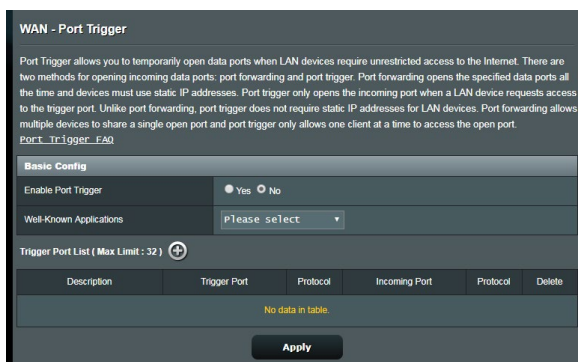 WAN - Port Trigger
Port Trigger allows you to temporarily open data ports when LAN devices require unrestricted access to the Internet. There are
two methods for opening incoming data ports: port forwarding and port trigger. Port forwarding opens the specified data ports all
the time and devices must use static IP addresses. Port trigger only opens the incoming port when a LAN device requests access
to the trigger port. Unlike port forwarding, port trigger does not require static IP addresses for LAN devices. Port forwarding allows
multiple devices to share a single open port and port trigger only allows one client at a time to access the open port.
Port Trigger FAQ
Basic Config
Enable Port Trigger Yes No
Well-Known Applications Please select
Trigger Port List ( Max Limit : 32 )
Description Trigger Port Protocol Incoming Port Protocol Delete
No data in table.
Apply